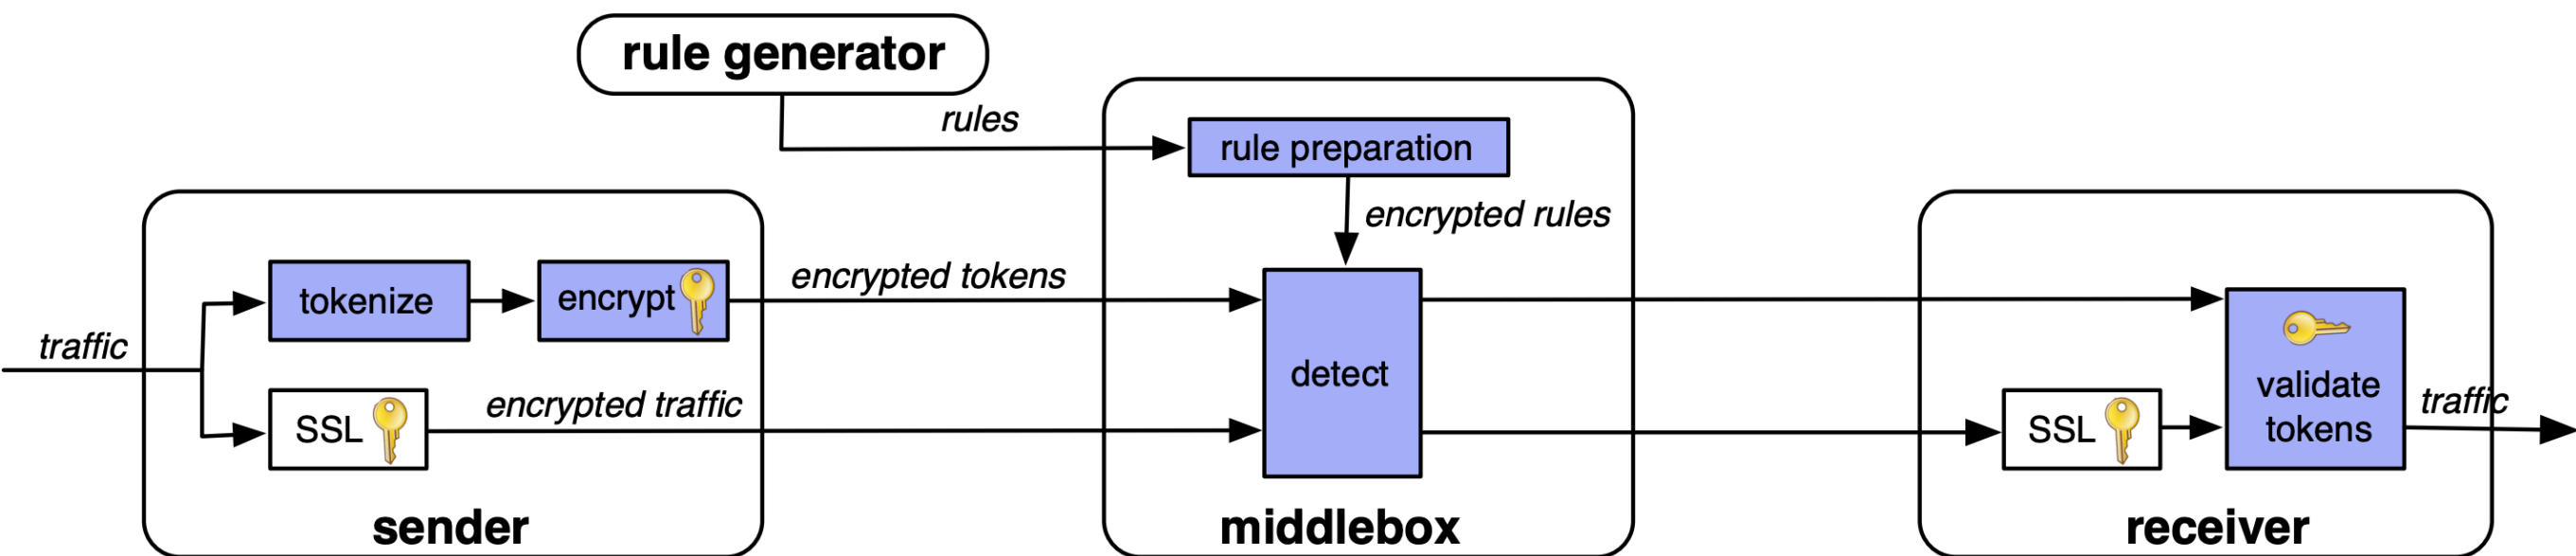 rule generator
rules
rule preparation
encrypted rules
traffic
tokenize
encrypt
encrypted tokens
SSL
encrypted traffic
detect
SSL
validate
tokens
traffic
sender
middlebox
receiver